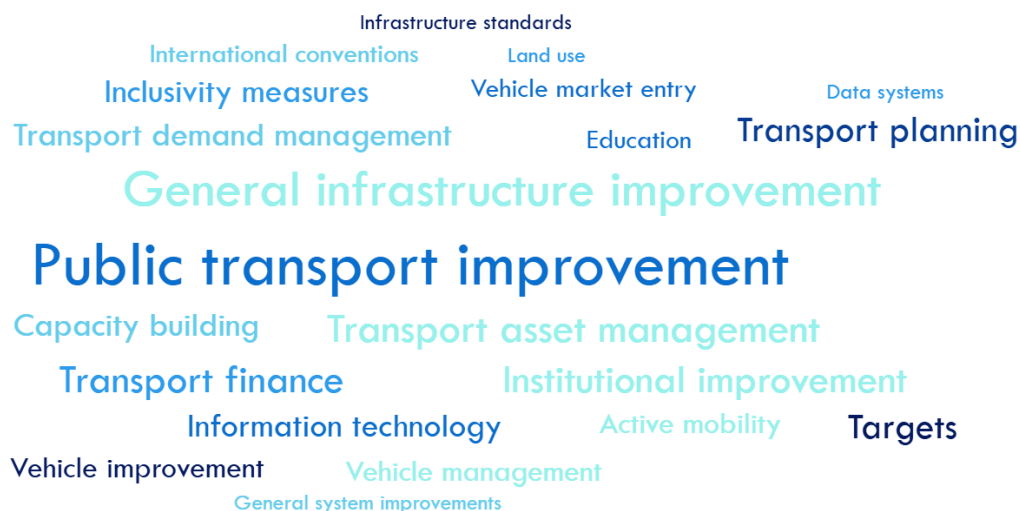 Infrastructure standards
International conventions
Land use
Inclusivity measures
Vehicle market entry
Data systems
Transport demand management
Education
Transport planning
General infrastructure improvement
Public transport improvement
Capacity building
Transport asset management
Transport finance
Institutional improvement
Information technology
Active mobility
Targets
Vehicle improvement
Vehicle management
General system improvements